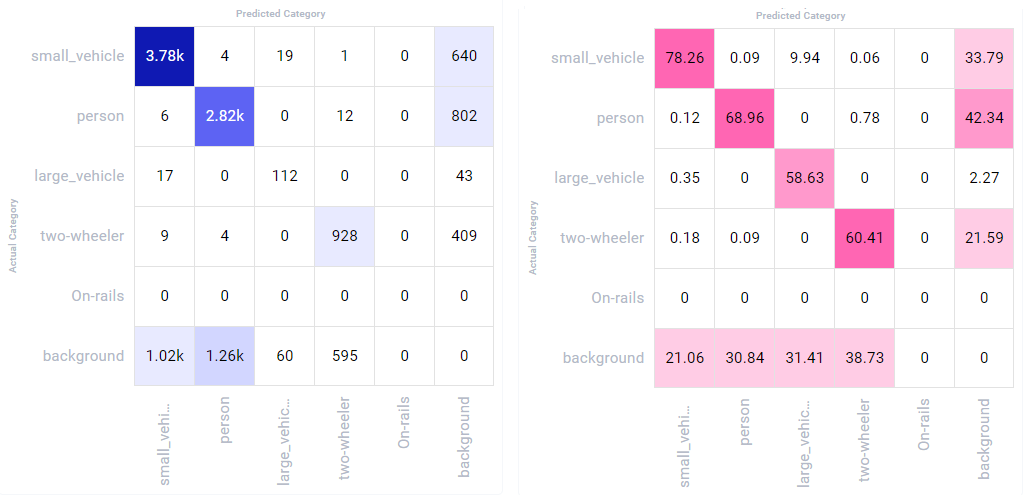 Predicted Category
small_vehicle 3.78k 4 19 1 0 640
person 6 2.82k 0 12 0 802
large_vehicle 17 0 112 0 0 43
two-wheeler 9 4 0 928 0 409
On-rails 0 0 0 0 0 0
background 1.02k 1.26k 60 595 0 0
Actual Category
small_vehi...
person
large_vehic...
two-wheeler
On-rails
background
Predicted Category
small_vehicle 78.26 0.09 9.94 0.06 0 33.79
person 0.12 68.96 0 0.78 0 42.34
large_vehicle 0.35 0 58.63 0 0 2.27
two-wheeler 0.18 0.09 0 60.41 0 21.59
On-rails 0 0 0 0 0 0
background 21.06 30.84 31.41 38.73 0 0
Actual Category
small_vehi...
person
large_vehic...
two-wheeler
On-rails
background